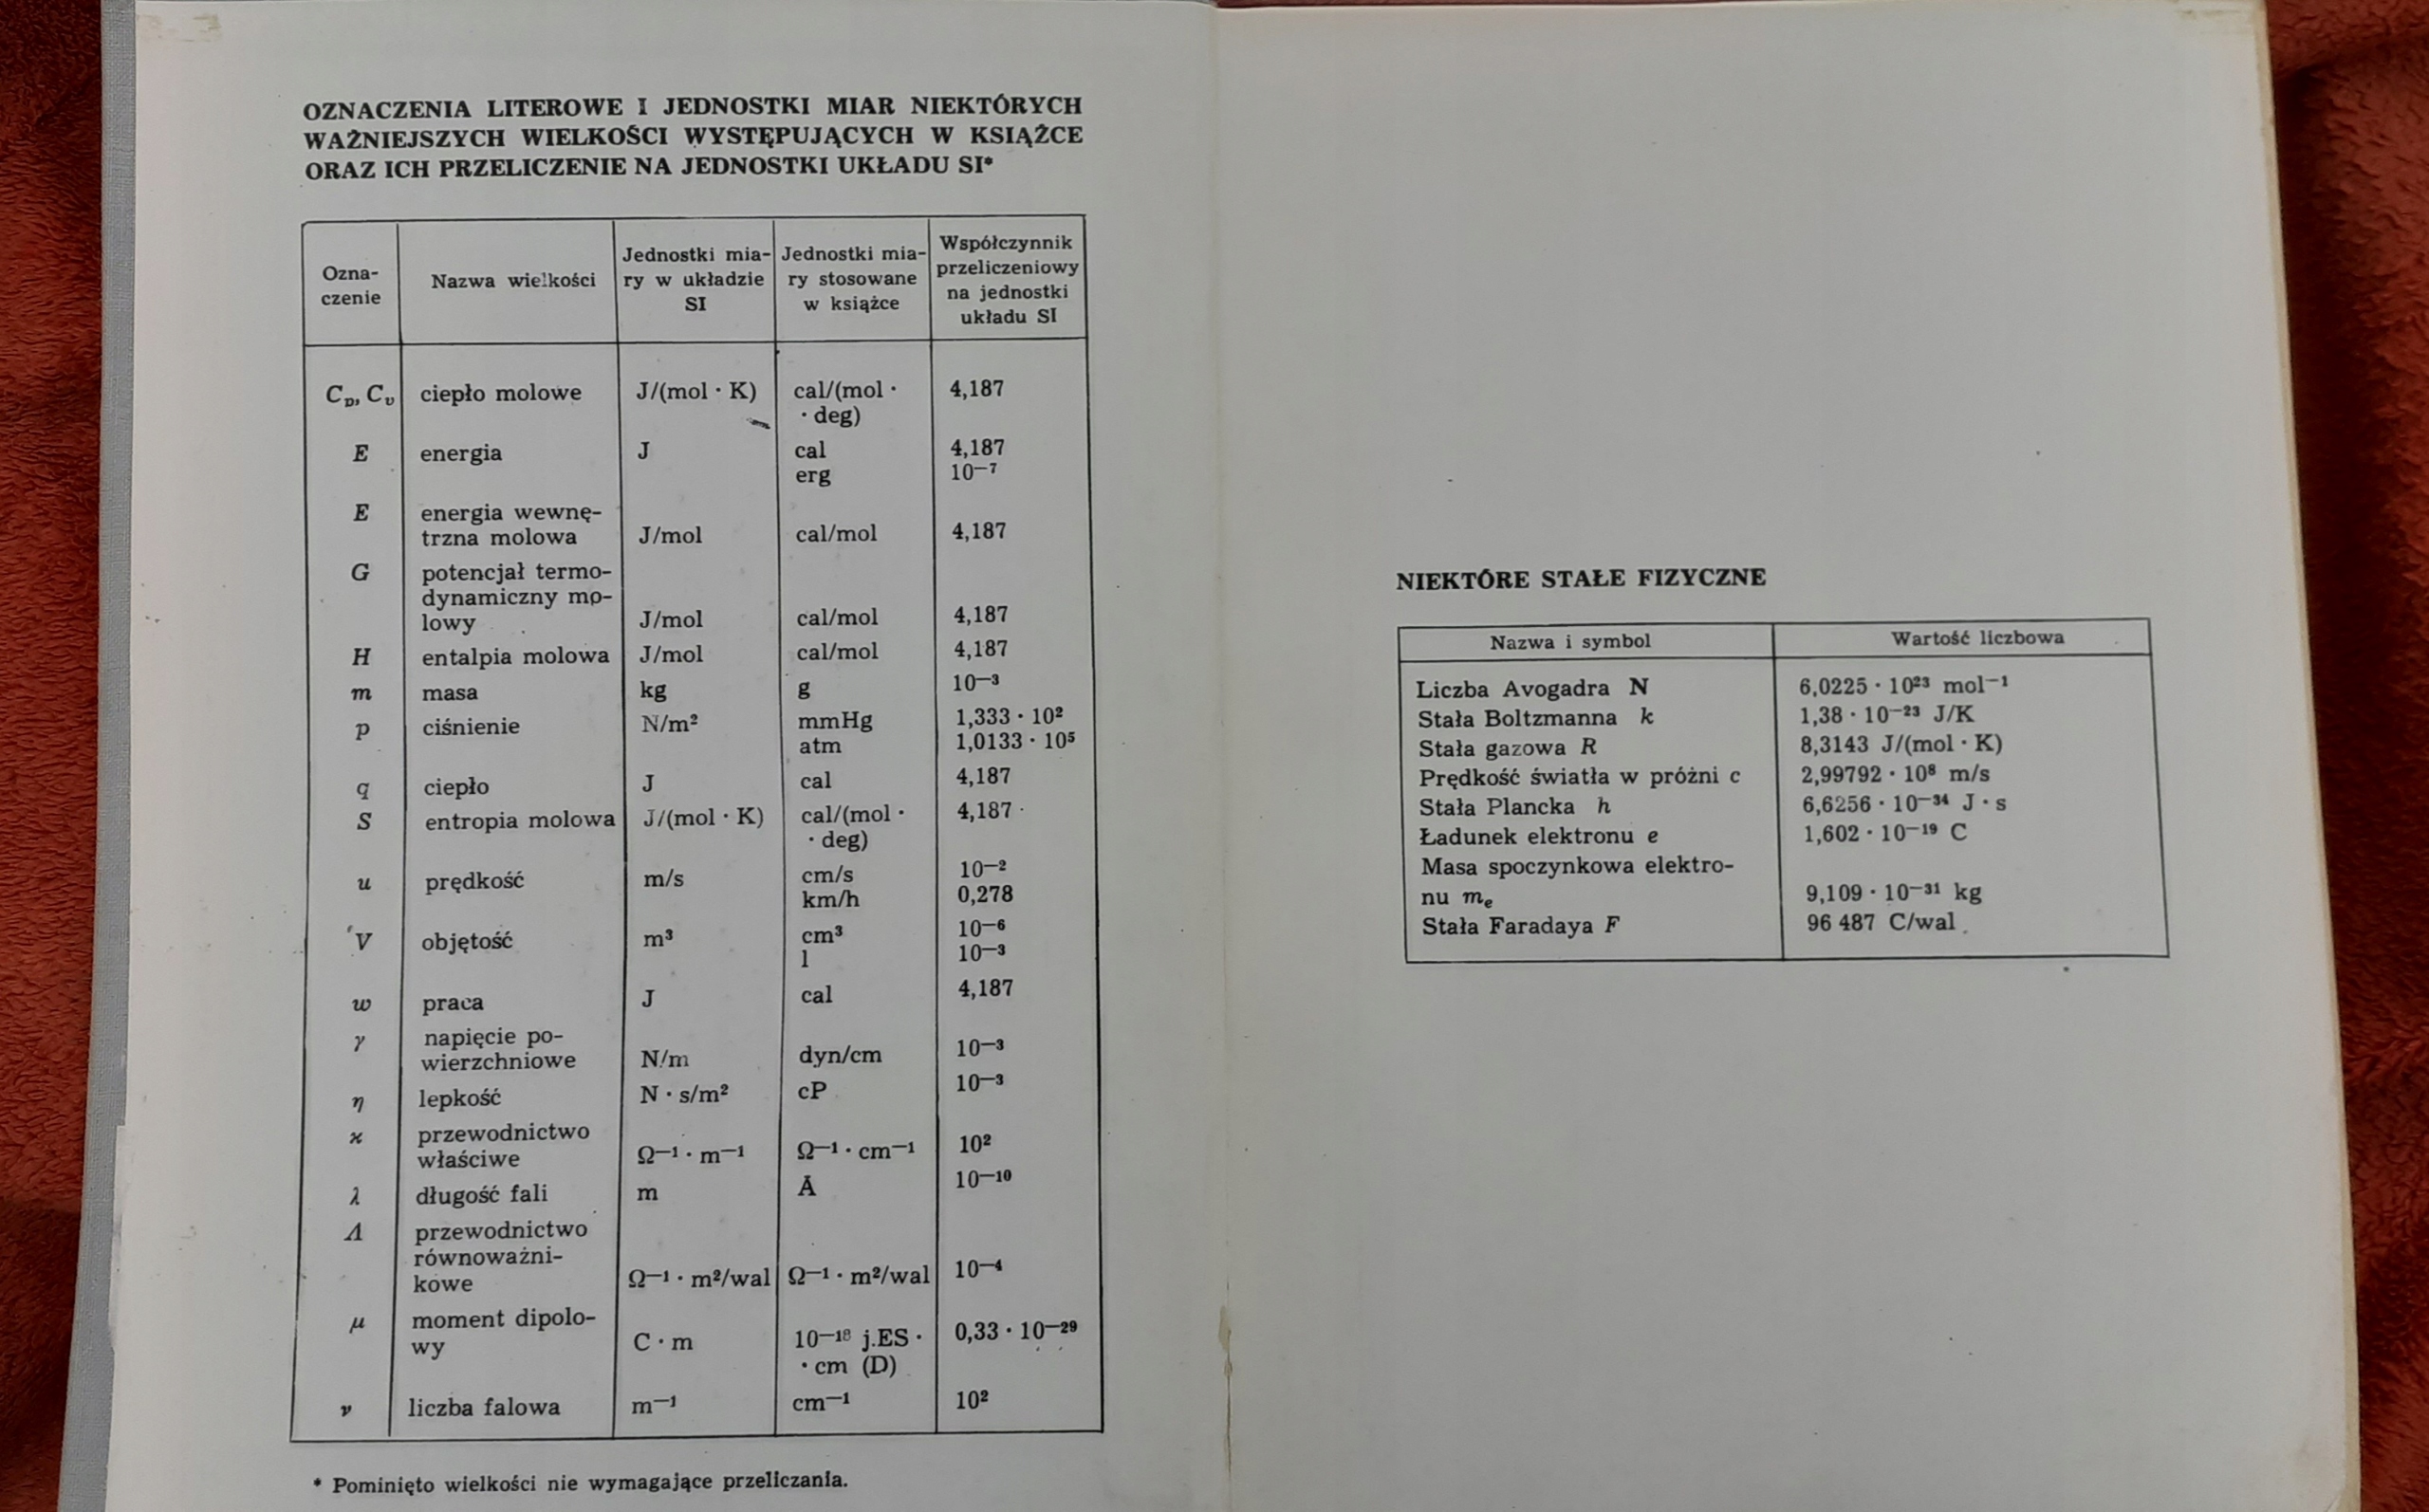 OZNACZENIA LITEROWE I JEDNOSTKI MIAR NIEKTÓRYCH
WAŻNIEJSZYCH WIELKOŚCI WYSTĘPUJĄCYCH W KSIĄŻCE
ORAZ ICH PRZELICZENIE NA JEDNOSTKI UKŁADU SI*
Ozna-
czenie
Nazwa wielkości
Jednostki mia-
ry w układzie
SI
Jednostki mia-
ry stosowane
w książce
Współczynnik
przeliczeniowy
na jednostki
układu SI
Cₚ, Cᵥ ciepło molowe J/(mol · K) cal/(mol · 4,187
· deg)
E energia J cal 4,187
erg 10⁻⁷
E energia wewnę-
trzna molowa J/mol cal/mol 4,187
G potencjał termo-
dynamiczny mo-
lowy J/mol cal/mol 4,187
H entalpia molowa J/mol cal/mol 4,187
m masa kg g 10⁻³
p ciśnienie N/m² mmHg 1,333 · 10²
atm 1,0133 · 10⁵
q ciepło J cal 4,187
S entropia molowa J/(mol · K) cal/(mol · 4,187
· deg)
u prędkość m/s cm/s 10⁻²
km/h 0,278
V objętość m³ cm³ 10⁻⁶
l 10⁻³
w praca J cal 4,187
γ napięcie po-
wierzchniowe N/m dyn/cm 10⁻³
η lepkość N · s/m² cP 10⁻³
ϰ przewodnictwo
właściwe Ω⁻¹ · m⁻¹ Ω⁻¹ · cm⁻¹ 10²
λ długość fali m Å 10⁻¹⁰
Λ przewodnictwo
równoważni-
kowe Ω⁻¹ · m²/wal Ω⁻¹ · m²/wal 10⁻⁴
μ moment dipolo-
wy C · m 10⁻¹⁸ j.ES · 0,33 · 10⁻²⁹
· cm (D)
ν liczba falowa m⁻¹ cm⁻¹ 10²
* Pominięto wielkości nie wymagające przeliczania.
NIEKTÓRE STAŁE FIZYCZNE
Nazwa i symbol Wartość liczbowa
Liczba Avogadra N 6,0225 · 10²³ mol⁻¹
Stała Boltzmanna k 1,38 · 10⁻²³ J/K
Stała gazowa R 8,3143 J/(mol · K)
Prędkość światła w próżni c 2,99792 · 10⁸ m/s
Stała Plancka h 6,6256 · 10⁻³⁴ J · s
Ładunek elektronu e 1,602 · 10⁻¹⁹ C
Masa spoczynkowa elektro-
nu mₑ 9,109 · 10⁻³¹ kg
Stała Faradaya F 96 487 C/wal